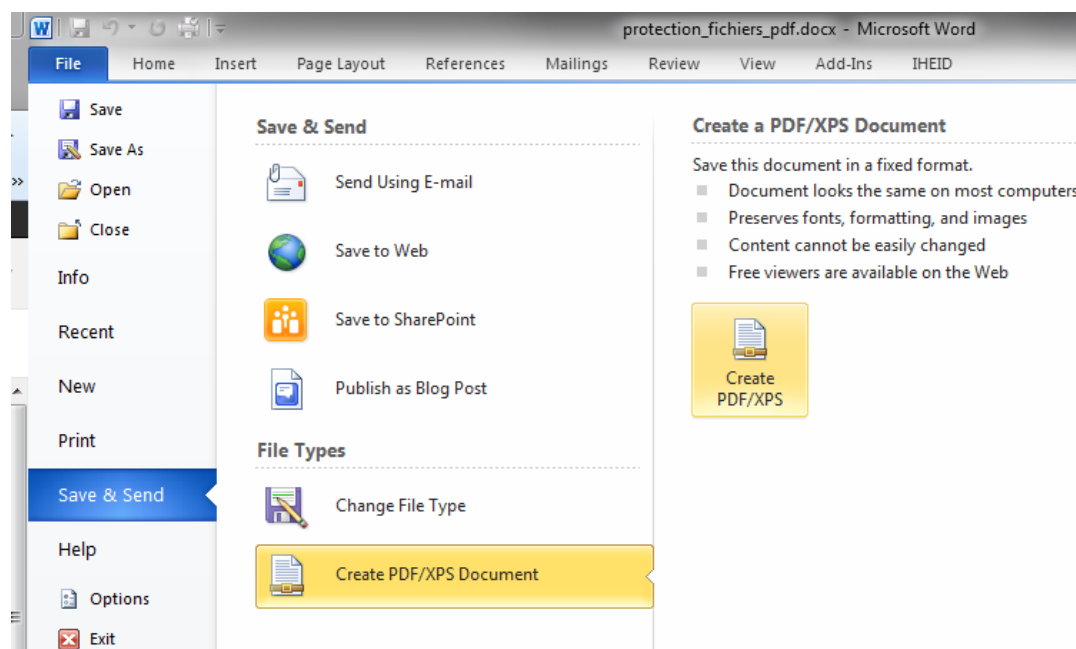 W
protection_fichiers_pdf.docx - Microsoft Word
File Home Insert Page Layout References Mailings Review View Add-Ins IHEID
Save
Save As
Open
Close
Info
Recent
New
Print
Save & Send
Help
Options
Exit
Save & Send
Send Using E-mail
Save to Web
Save to SharePoint
Publish as Blog Post
File Types
Change File Type
Create PDF/XPS Document
Create a PDF/XPS Document
Save this document in a fixed format.
Document looks the same on most computers
Preserves fonts, formatting, and images
Content cannot be easily changed
Free viewers are available on the Web
Create
PDF/XPS